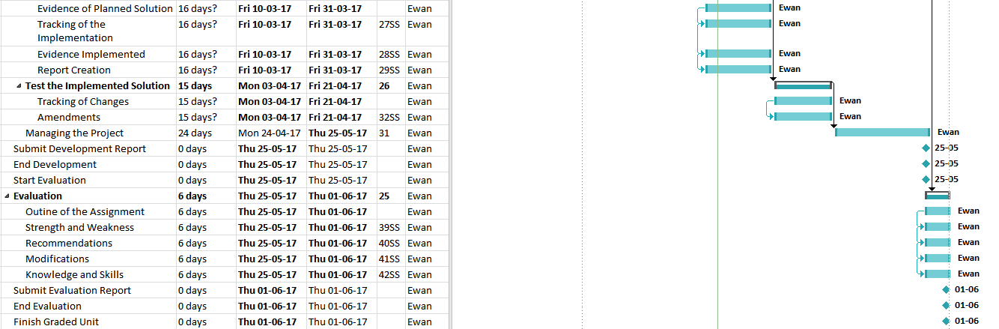 Evidence of Planned Solution 16 days? Fri 10-03-17 Fri 31-03-17 Ewan Ewan
Tracking of the 16 days? Fri 10-03-17 Fri 31-03-17 27SS Ewan Ewan
Implementation
Evidence Implemented 16 days? Fri 10-03-17 Fri 31-03-17 28SS Ewan Ewan
Report Creation 16 days? Fri 10-03-17 Fri 31-03-17 29SS Ewan Ewan
Test the Implemented Solution 15 days Mon 03-04-17 Fri 21-04-17 26 Ewan
Tracking of Changes 15 days? Mon 03-04-17 Fri 21-04-17 Ewan Ewan
Amendments 15 days? Mon 03-04-17 Fri 21-04-17 32SS Ewan Ewan
Managing the Project 24 days Mon 24-04-17 Thu 25-05-17 31 Ewan Ewan
Submit Development Report 0 days Thu 25-05-17 Thu 25-05-17 Ewan 25-05
End Development 0 days Thu 25-05-17 Thu 25-05-17 Ewan 25-05
Start Evaluation 0 days Thu 25-05-17 Thu 25-05-17 Ewan 25-05
Evaluation 6 days Thu 25-05-17 Thu 01-06-17 25 Ewan
Outine of the Assignment 6 days Thu 25-05-17 Thu 01-06-17 Ewan Ewan
Strength and Weakness 6 days Thu 25-05-17 Thu 01-06-17 39SS Ewan Ewan
Recommendations 6 days Thu 25-05-17 Thu 01-06-17 40SS Ewan Ewan
Modifications 6 days Thu 25-05-17 Thu 01-06-17 41SS Ewan Ewan
Knowledge and Skills 6 days Thu 25-05-17 Thu 01-06-17 42SS Ewan Ewan
Submit Evaluation Report 0 days Thu 01-06-17 Thu 01-06-17 Ewan 01-06
End Evaluation 0 days Thu 01-06-17 Thu 01-06-17 Ewan 01-06
Finish Graded Unit 0 days Thu 01-06-17 Thu 01-06-17 Ewan 01-06